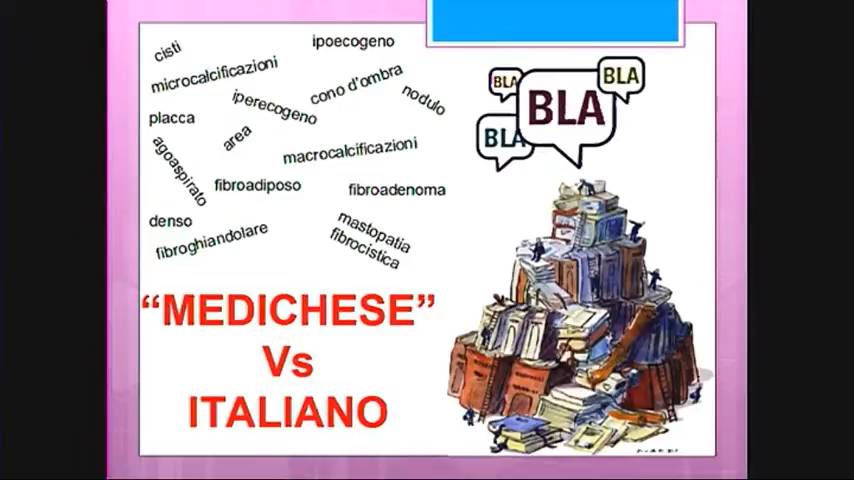 cisti
ipoecogeno
microcalcificazioni
cono d'ombra
iperecogeno
nodulo
placca
area
macrocalcificazioni
agoaspirato
fibroadiposo
fibroadenoma
denso
fibroghiandolare
mastopatia
fibrocistica
BLA
BLA
BLA
BLA
“MEDICHESE”
Vs
ITALIANO